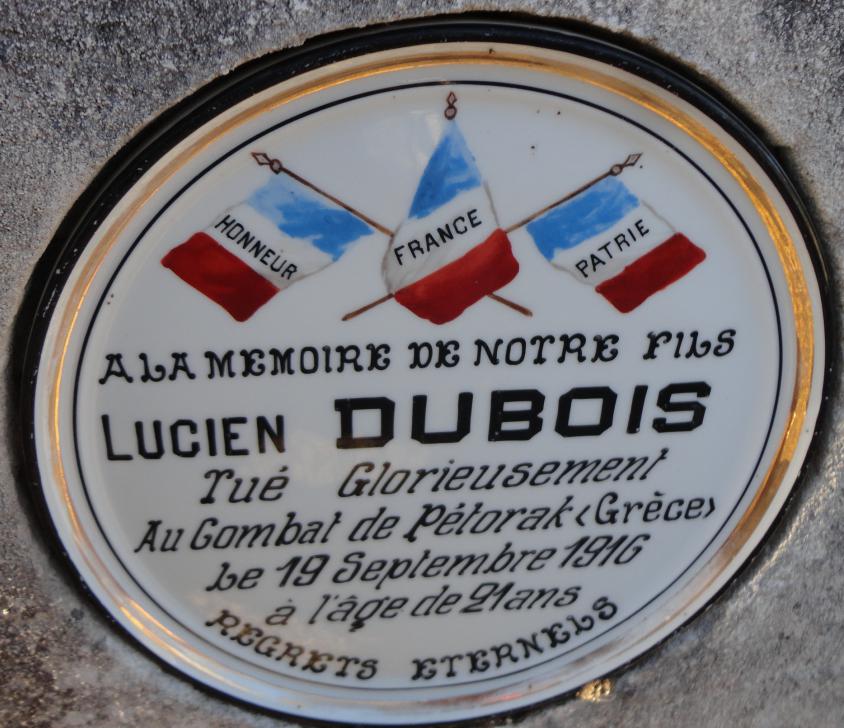 HONNEUR
FRANCE
PATRIE
A LA MEMOIRE DE NOTRE FILS
LUCIEN DUBOIS
Tué Glorieusement
Au Combat de Pétorak (Grèce)
Le 19 Septembre 1916
à l'âge de 21 ans
REGRETS ETERNELS